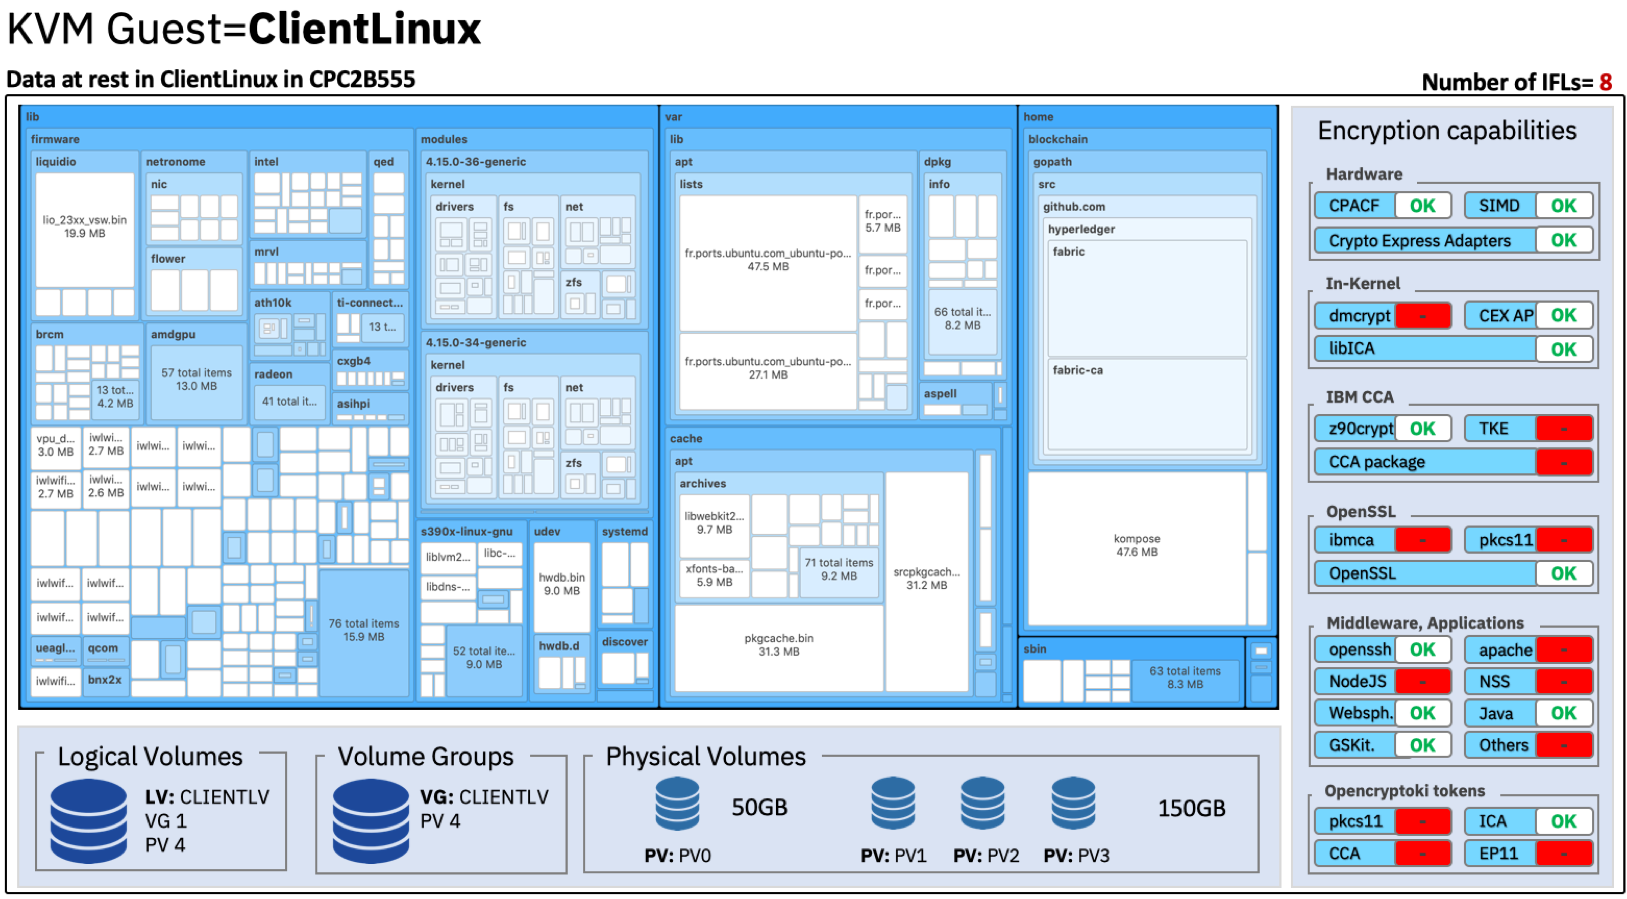 KVM Guest=ClientLinux
Data at rest in ClientLinux in CPC2B555
Number of IFLs= 8
lib
firmware
liquidio
lio_23xx_vsw.bin
19.9 MB
netronome
nic
flower
intel
mrvl
qed
brcm
13 tot...
4.2 MB
amdgpu
57 total items
13.0 MB
ath10k
ti-connect...
13 t...
radeon
41 total it...
cxgb4
asihpi
vpu_d...
3.0 MB
iwlwi...
2.7 MB
iwlwi...
iwlwi...
iwlwifi...
2.7 MB
iwlwi...
2.6 MB
iwlwi...
iwlwi...
iwlwif...
iwlwif...
iwlwif...
iwlwif...
ueagl...
qcom
iwlwifi...
bnx2x
76 total items
15.9 MB
modules
4.15.0-36-generic
kernel
drivers
fs
net
zfs
4.15.0-34-generic
kernel
drivers
fs
net
zfs
s390x-linux-gnu
liblvm2...
libc-...
libdns-...
52 total ite...
9.0 MB
udev
hwdb.bin
9.0 MB
hwdb.d
systemd
discover
var
lib
apt
lists
fr.ports.ubuntu.com_ubuntu-po...
47.5 MB
fr.ports.ubuntu.com_ubuntu-po...
27.1 MB
fr.por...
5.7 MB
fr.por...
fr.por...
dpkg
info
66 total it...
8.2 MB
aspell
cache
apt
archives
libwebkit2...
9.7 MB
xfonts-ba...
5.9 MB
71 total items
9.2 MB
pkgcache.bin
31.3 MB
srcpkgcach...
31.2 MB
home
blockchain
gopath
src
github.com
hyperledger
fabric
fabric-ca
kompose
47.6 MB
sbin
63 total items
8.3 MB
Encryption capabilities
Hardware
CPACF OK SIMD OK
Crypto Express Adapters OK
In-Kernel
dmcrypt - CEX AP OK
libICA OK
IBM CCA
z90crypt OK TKE -
CCA package -
OpenSSL
ibmca - pkcs11 -
OpenSSL OK
Middleware, Applications
openssh OK apache -
NodeJS - NSS -
Websph. OK Java OK
GSKit. OK Others -
Opencryptoki tokens
pkcs11 - ICA OK
CCA - EP11 -
Logical Volumes
LV: CLIENTLV
VG 1
PV 4
Volume Groups
VG: CLIENTLV
PV 4
Physical Volumes
50GB
150GB
PV: PV0
PV: PV1
PV: PV2
PV: PV3